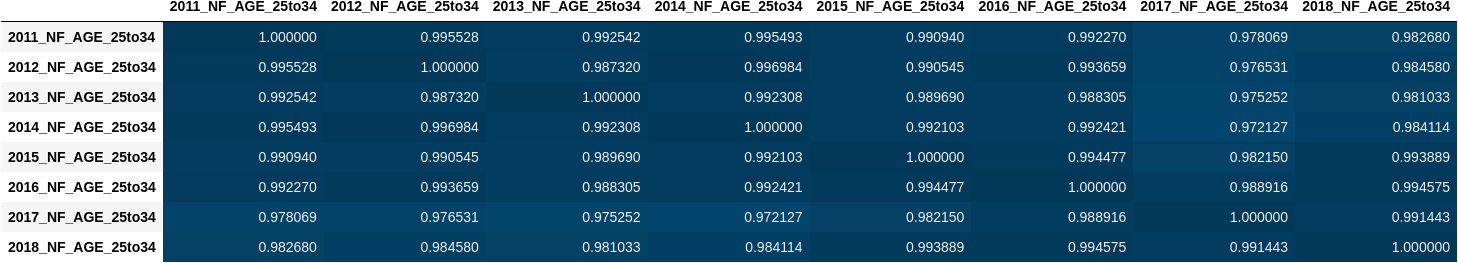 2011_NF_AGE_25to34 2012_NF_AGE_25to34 2013_NF_AGE_25to34 2014_NF_AGE_25to34 2015_NF_AGE_25to34 2016_NF_AGE_25to34 2017_NF_AGE_25to34 2018_NF_AGE_25to34
2011_NF_AGE_25to34 1.000000 0.995528 0.992542 0.995493 0.990940 0.992270 0.978069 0.982680
2012_NF_AGE_25to34 0.995528 1.000000 0.987320 0.996984 0.990545 0.993659 0.976531 0.984580
2013_NF_AGE_25to34 0.992542 0.987320 1.000000 0.992308 0.989690 0.988305 0.975252 0.981033
2014_NF_AGE_25to34 0.995493 0.996984 0.992308 1.000000 0.992103 0.992421 0.972127 0.984114
2015_NF_AGE_25to34 0.990940 0.990545 0.989690 0.992103 1.000000 0.994477 0.982150 0.993889
2016_NF_AGE_25to34 0.992270 0.993659 0.988305 0.992421 0.994477 1.000000 0.988916 0.994575
2017_NF_AGE_25to34 0.978069 0.976531 0.975252 0.972127 0.982150 0.988916 1.000000 0.991443
2018_NF_AGE_25to34 0.982680 0.984580 0.981033 0.984114 0.993889 0.994575 0.991443 1.000000